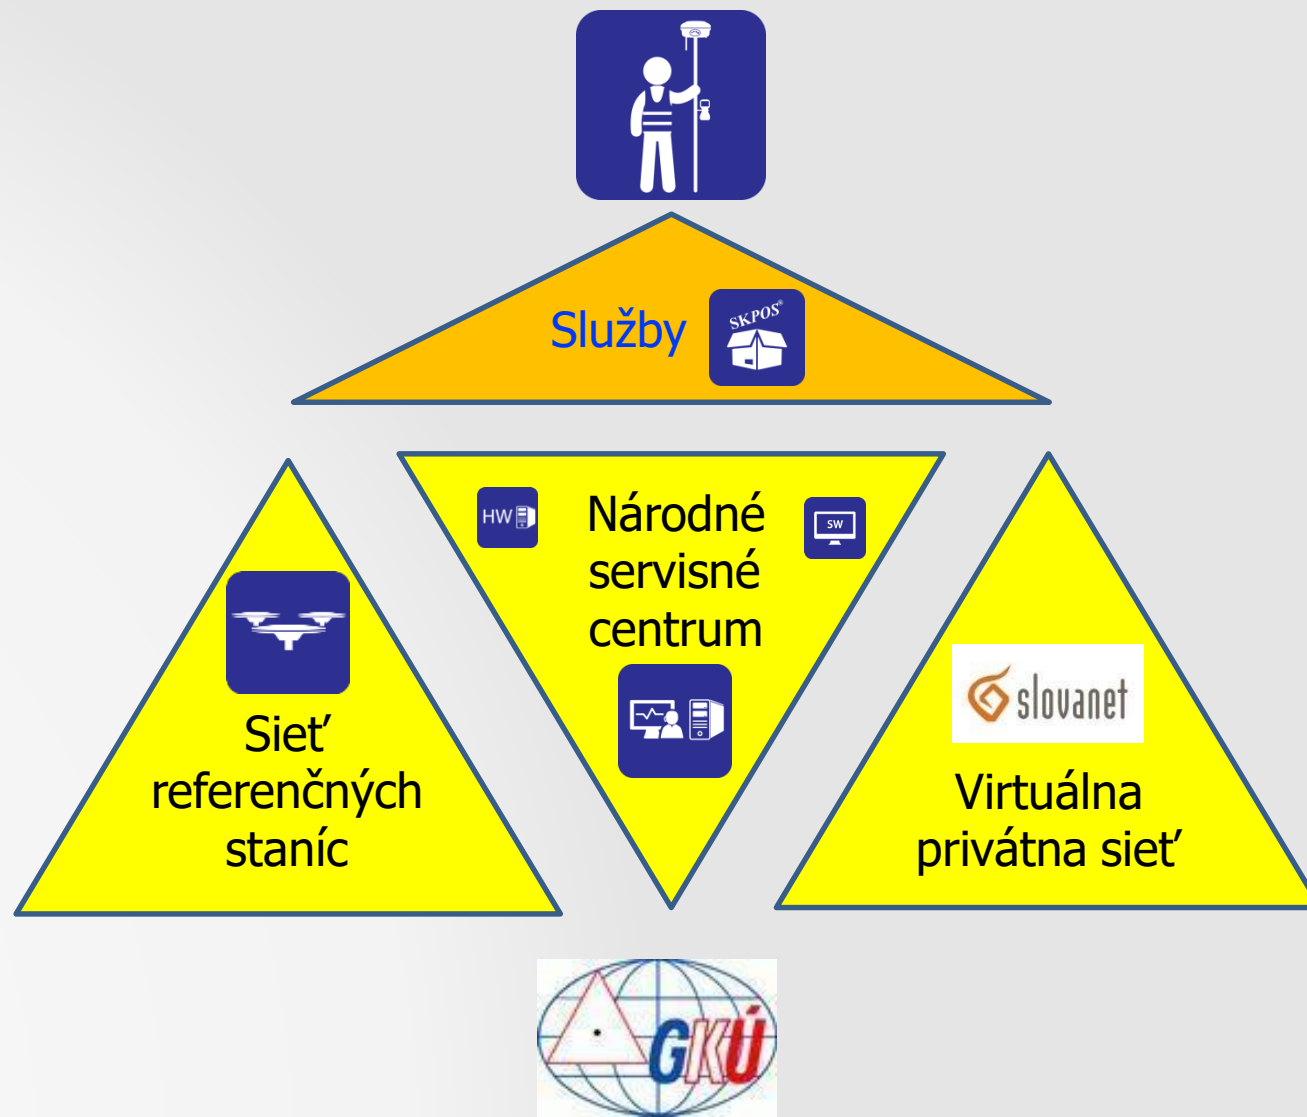 Služby
SKPOS®
HW
Národné
servisné
centrum
SW
Sieť
referenčných
staníc
slovanet
Virtuálna
privátna sieť
GKÚ